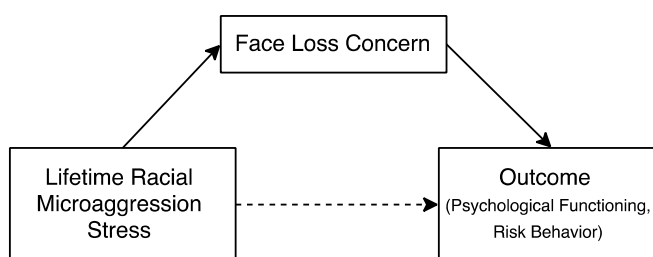 Face Loss Concern
Lifetime Racial
Microaggression
Stress
Outcome
(Psychological Functioning,
Risk Behavior)